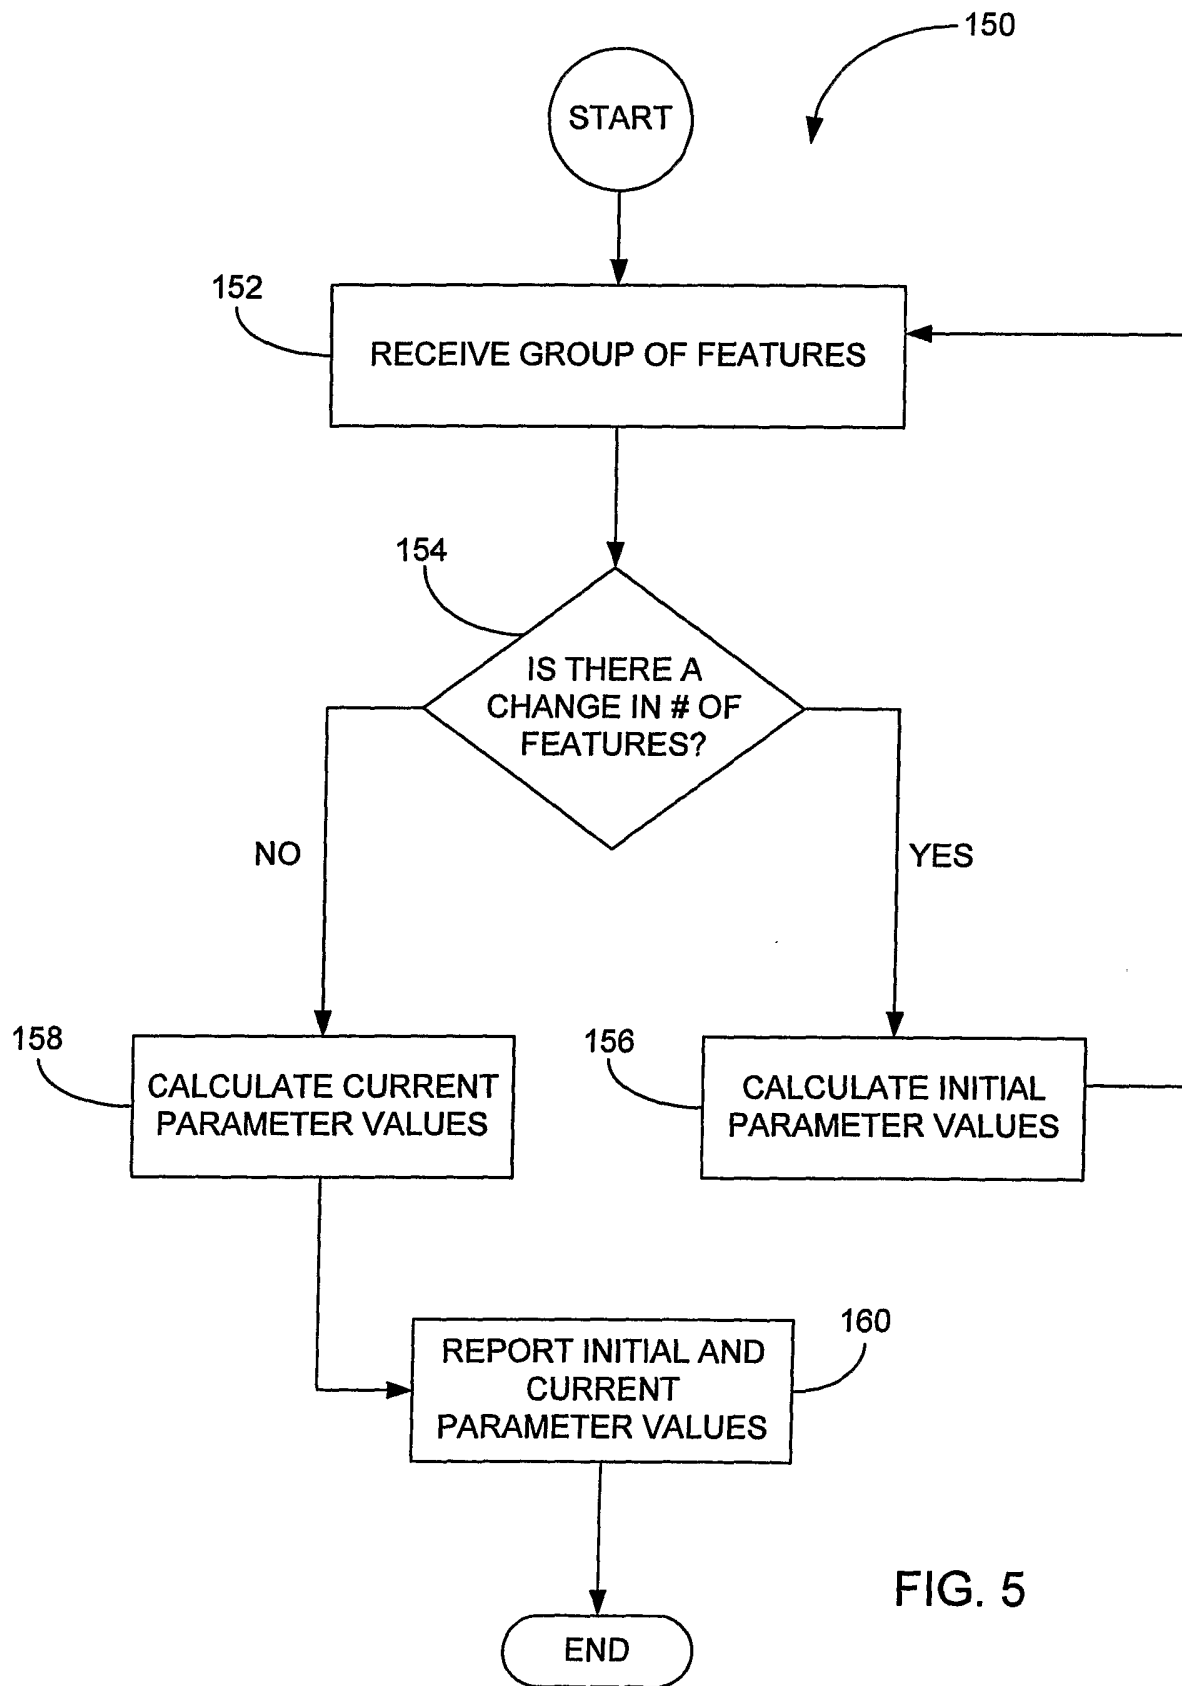 150
START
152
RECEIVE GROUP OF FEATURES
154
IS THERE A
CHANGE IN # OF
FEATURES?
NO
YES
158
CALCULATE CURRENT
PARAMETER VALUES
156
CALCULATE INITIAL
PARAMETER VALUES
REPORT INITIAL AND
CURRENT
PARAMETER VALUES
160
FIG. 5
END